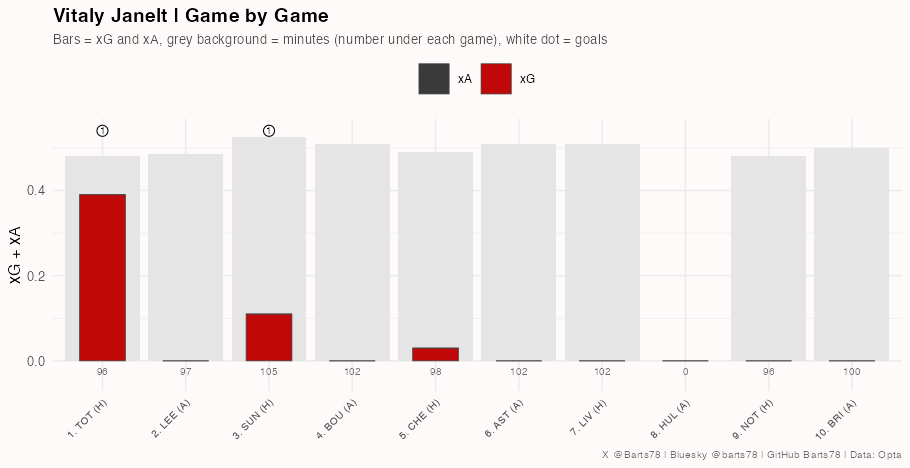 Vitaly Janelt | Game by Game
Bars = xG and xA, grey background = minutes (number under each game), white dot = goals
xA xG
1 1
xG + xA
0.4
0.2
0.0
96 97 105 102 98 102 102 0 96 100
1. TOT (H) 2. LEE (A) 3. SUN (H) 4. BOU (A) 5. CHE (H) 6. AST (A) 7. LIV (H) 8. HUL (A) 9. NOT (H) 10. BRI (A)
X @Barts78 | Bluesky @barts78 | GitHub Barts78 | Data: Opta